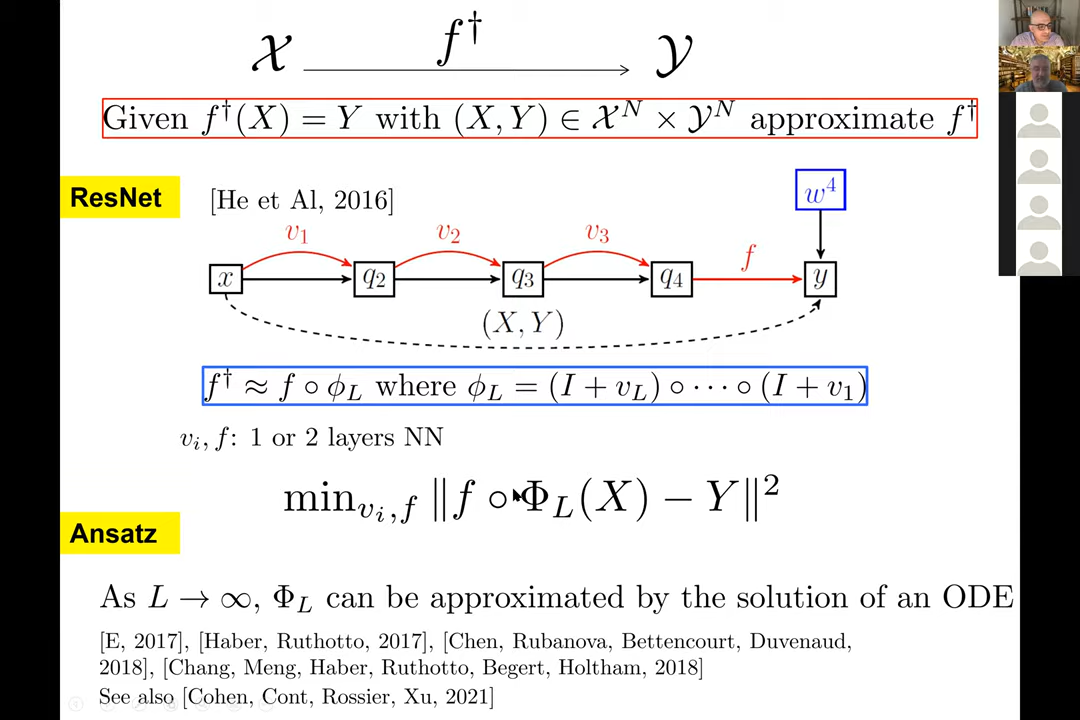 𝒳 f† 𝒴
Given f†(X) = Y with (X, Y) ∈ 𝒳^N × 𝒴^N approximate f†
ResNet [He et Al, 2016]
w⁴
v₁ v₂ v₃ f
x q₂ q₃ q₄ y
(X, Y)
f† ≈ f ∘ ϕ_L where ϕ_L = (I + v_L) ∘ ⋯ ∘ (I + v₁)
v_i, f: 1 or 2 layers NN
min_{v_i,f} ‖f ∘ Φ_L(X) − Y‖²
Ansatz
As L → ∞, Φ_L can be approximated by the solution of an ODE
[E, 2017], [Haber, Ruthotto, 2017], [Chen, Rubanova, Bettencourt, Duvenaud,
2018], [Chang, Meng, Haber, Ruthotto, Begert, Holtham, 2018]
See also [Cohen, Cont, Rossier, Xu, 2021]